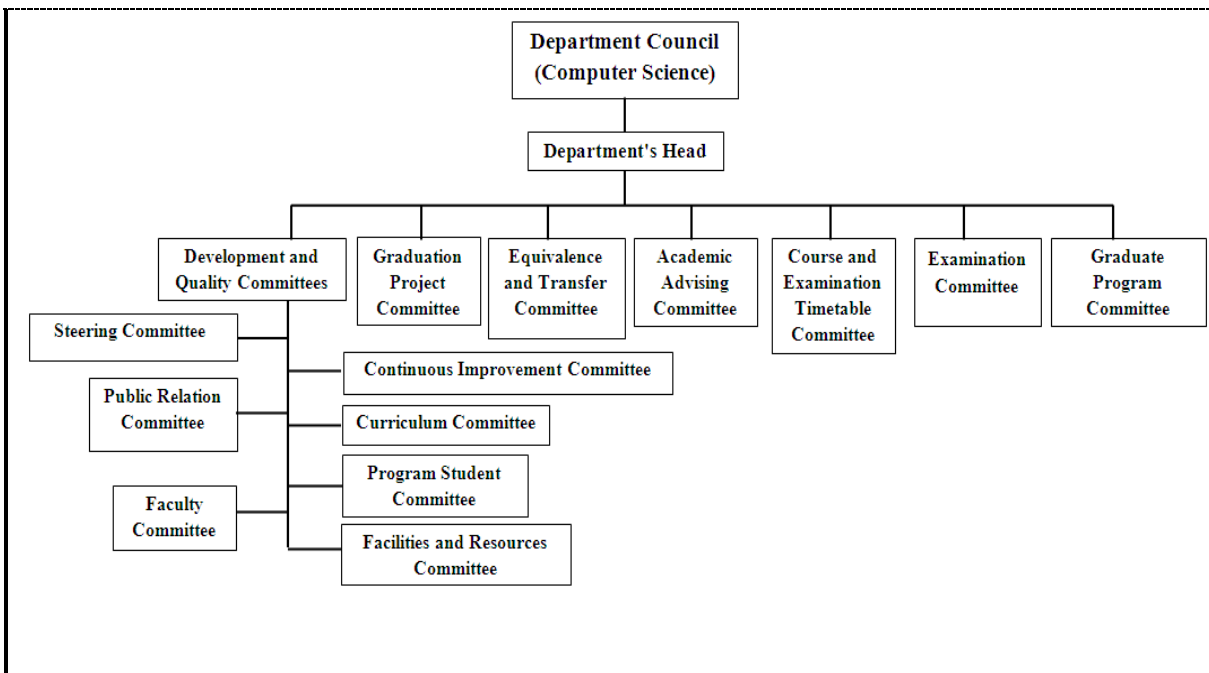 Department Council
(Computer Science)
Department's Head
Development and
Quality Committees
Graduation
Project
Committee
Equivalence
and Transfer
Committee
Academic
Advising
Committee
Course and
Examination
Timetable
Committee
Examination
Committee
Graduate
Program
Committee
Steering Committee
Continuous Improvement Committee
Public Relation
Committee
Curriculum Committee
Program Student
Committee
Faculty
Committee
Facilities and Resources
Committee